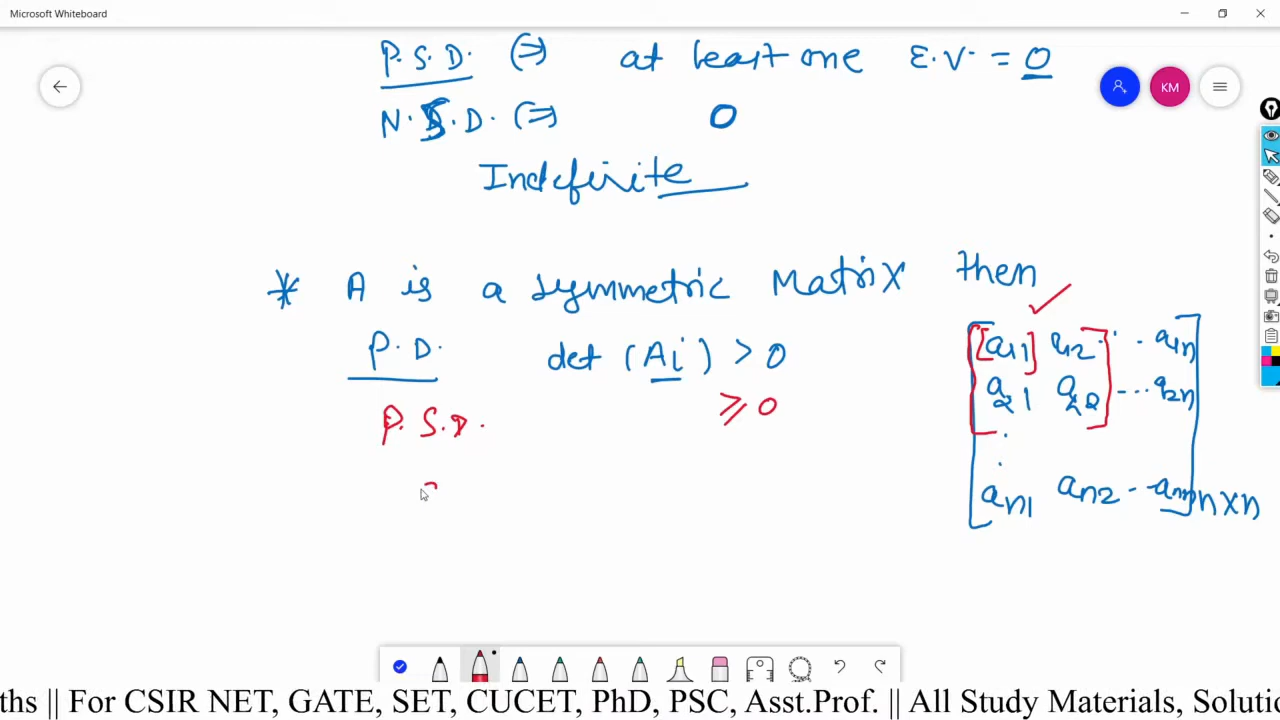 Microsoft Whiteboard
P.S.D. (⇒) at least one E.V. = 0
N.S.D. (⇒) 0
Indefinite
KM
* A is a symmetric Matrix then
P.D. det (Ai) > 0
P.S.D. ≥ 0
[a11] a12 . . . a1n
a21 a22 - ... a2n
.
.
an1 an2 - - ann n×n
ths || For CSIR NET, GATE, SET, CUCET, PhD, PSC, Asst.Prof. || All Study Materials, Solutio